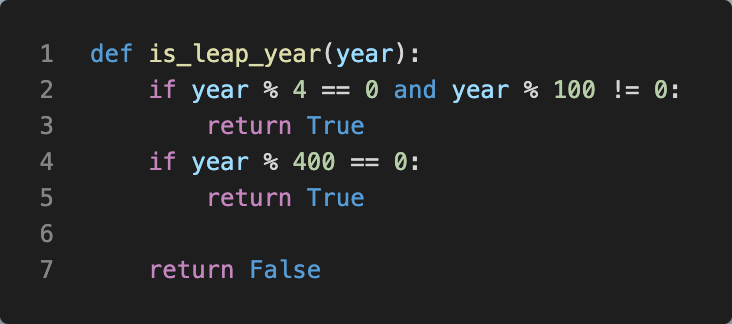 1 def is_leap_year(year):
2     if year % 4 == 0 and year % 100 != 0:
3         return True
4     if year % 400 == 0:
5         return True
6
7     return False